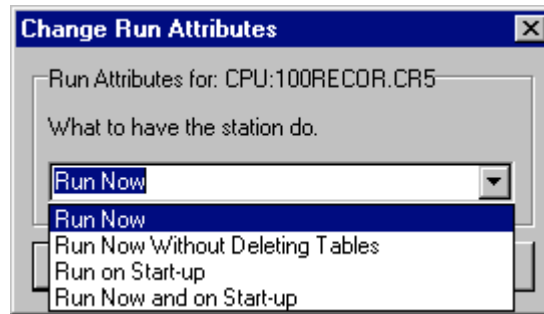 Change Run Attributes
Run Attributes for: CPU:100RECOR.CR5
What to have the station do.
Run Now
Run Now
Run Now Without Deleting Tables
Run on Start-up
Run Now and on Start-up